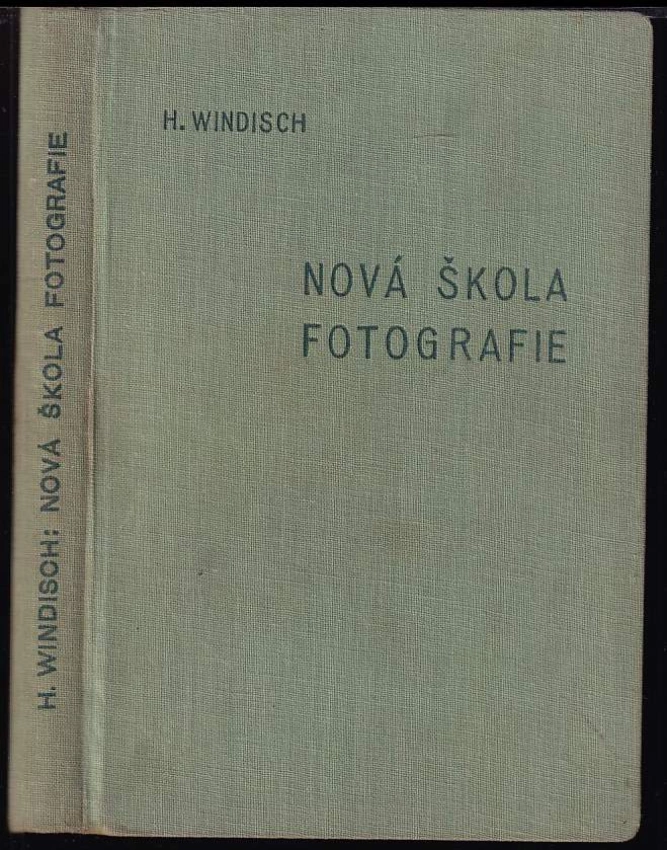 H. WINDISCH
NOVÁ ŠKOLA
FOTOGRAFIE
H. WINDISCH: NOVÁ ŠKOLA FOTOGRAFIE